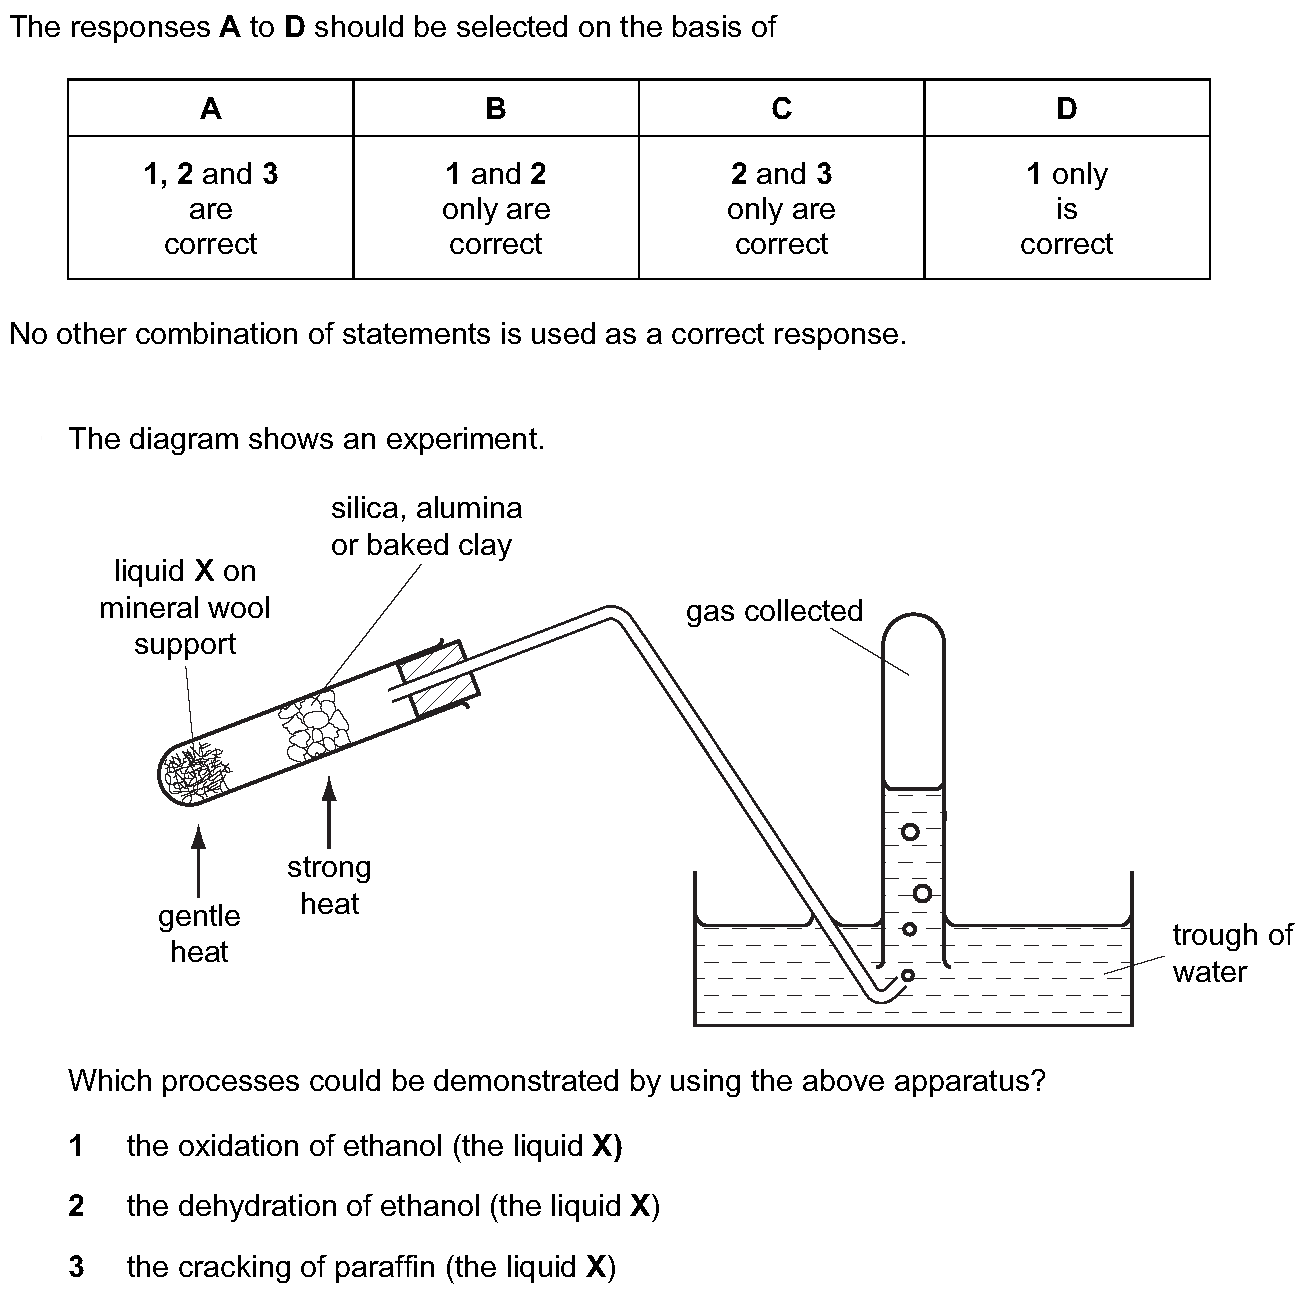 The responses A to D should be selected on the basis of
A B C D
1, 2 and 3 are correct
1 and 2 only are correct
2 and 3 only are correct
1 only is correct
No other combination of statements is used as a correct response.
The diagram shows an experiment.
silica, alumina
or baked clay
liquid X on
mineral wool
support
gas collected
strong
heat
gentle
heat
trough of
water
Which processes could be demonstrated by using the above apparatus?
1 the oxidation of ethanol (the liquid X)
2 the dehydration of ethanol (the liquid X)
3 the cracking of paraffin (the liquid X)